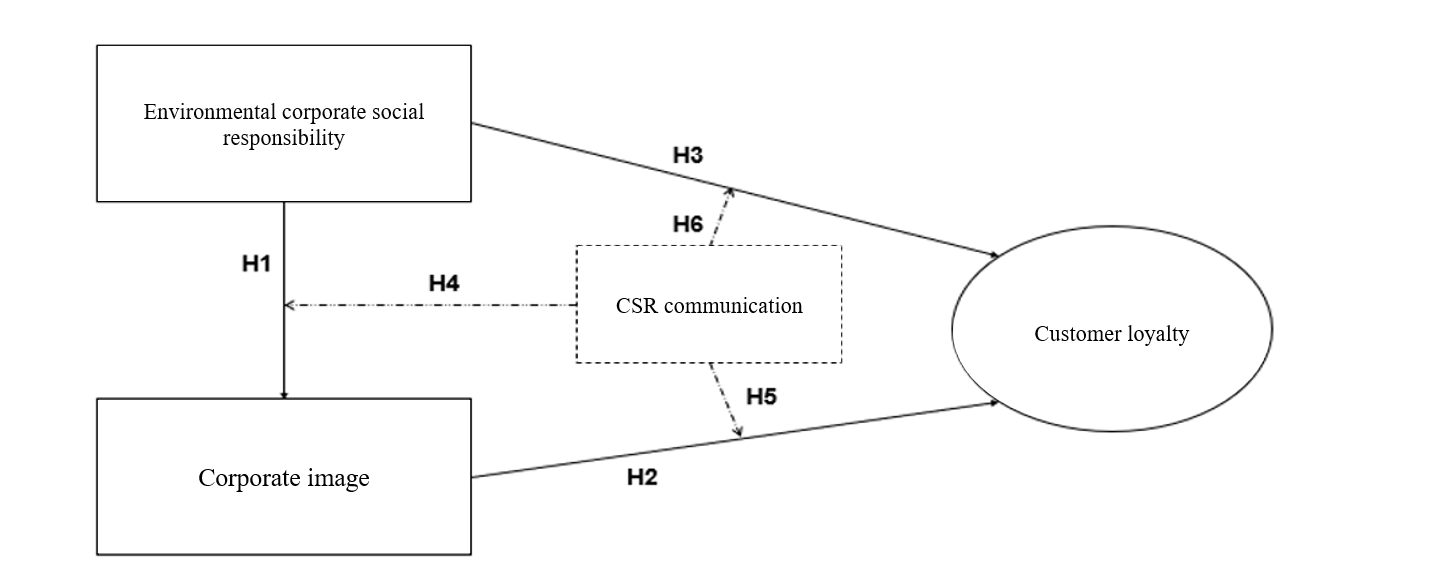 Environmental corporate social
responsibility
H3
H6
H1
H4
CSR communication
Customer loyalty
H5
Corporate image
H2